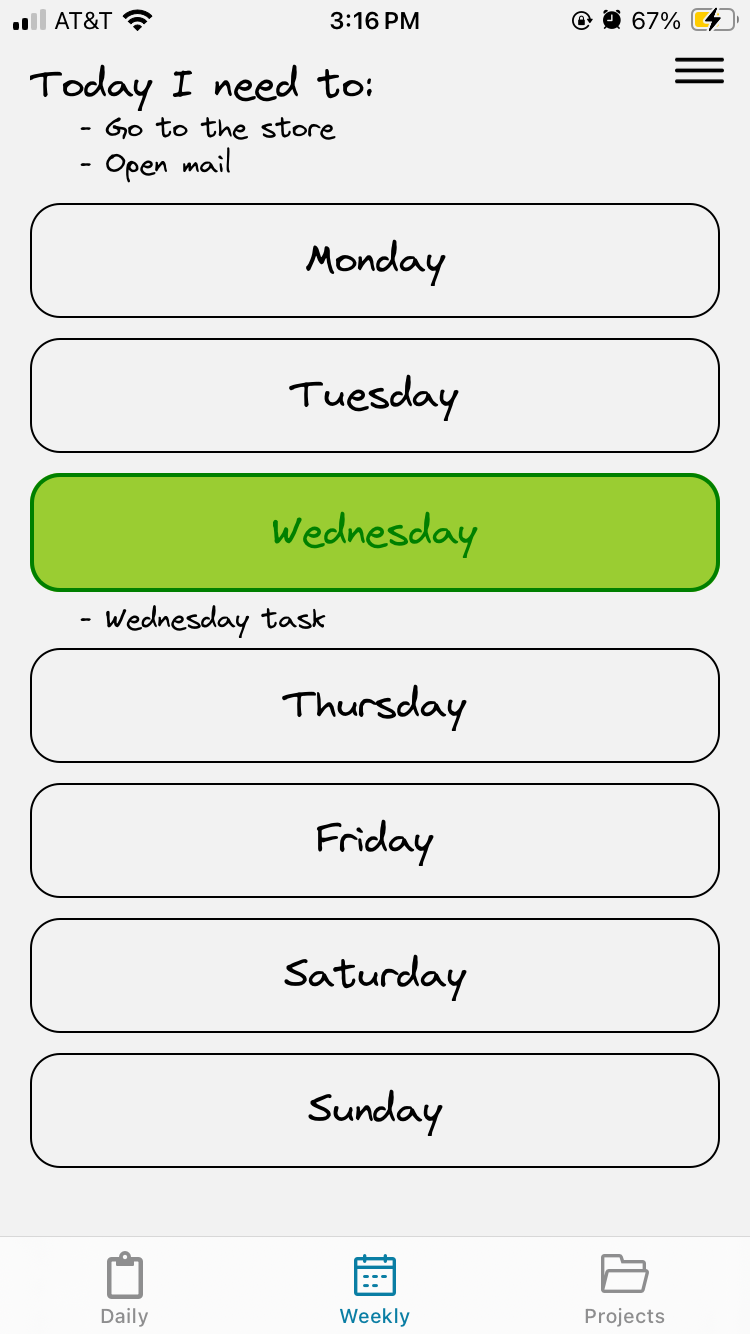 AT&T 3:16 PM 67%
Today I need to:
- Go to the store
- Open mail
Monday
Tuesday
Wednesday
- Wednesday task
Thursday
Friday
Saturday
Sunday
Daily Weekly Projects